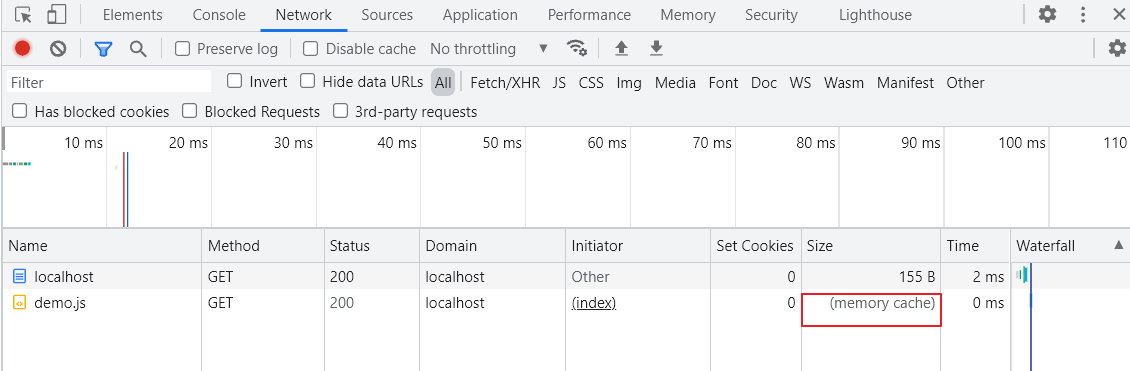 Elements Console Network Sources Application Performance Memory Security Lighthouse
Preserve log Disable cache No throttling
Filter Invert Hide data URLs All Fetch/XHR JS CSS Img Media Font Doc WS Wasm Manifest Other
Has blocked cookies Blocked Requests 3rd-party requests
10 ms 20 ms 30 ms 40 ms 50 ms 60 ms 70 ms 80 ms 90 ms 100 ms 110
Name Method Status Domain Initiator Set Cookies Size Time Waterfall
localhost GET 200 localhost Other 0 155 B 2 ms
demo.js GET 200 localhost (index) 0 (memory cache) 0 ms